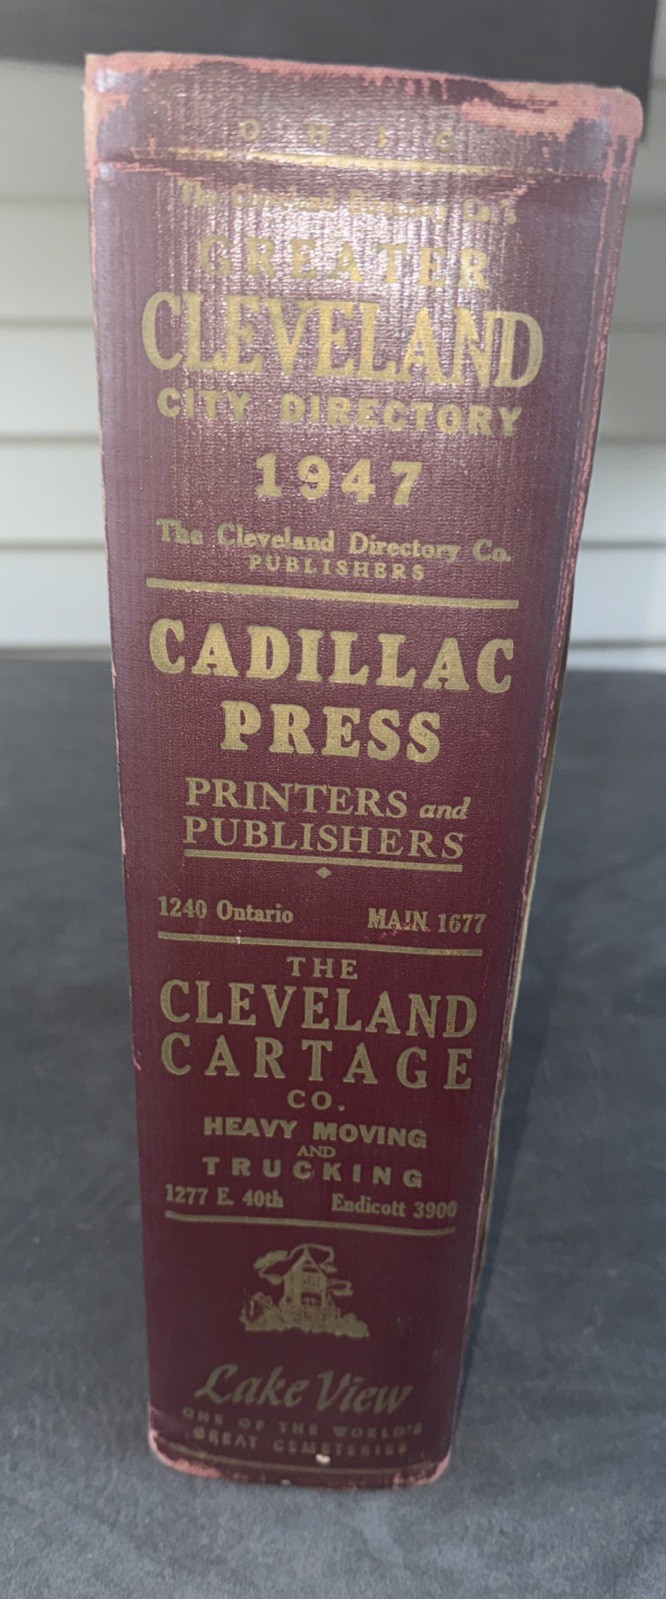 OHIO
The Cleveland Directory Co.'s
GREATER
CLEVELAND
CITY DIRECTORY
1947
The Cleveland Directory Co.
PUBLISHERS
CADILLAC
PRESS
PRINTERS and
PUBLISHERS
1240 Ontario MAIN 1677
THE
CLEVELAND
CARTAGE
CO.
HEAVY MOVING
AND
TRUCKING
1277 E. 40th Endicott 3900
Lake View
ONE OF THE WORLD'S
GREAT CEMETERIES